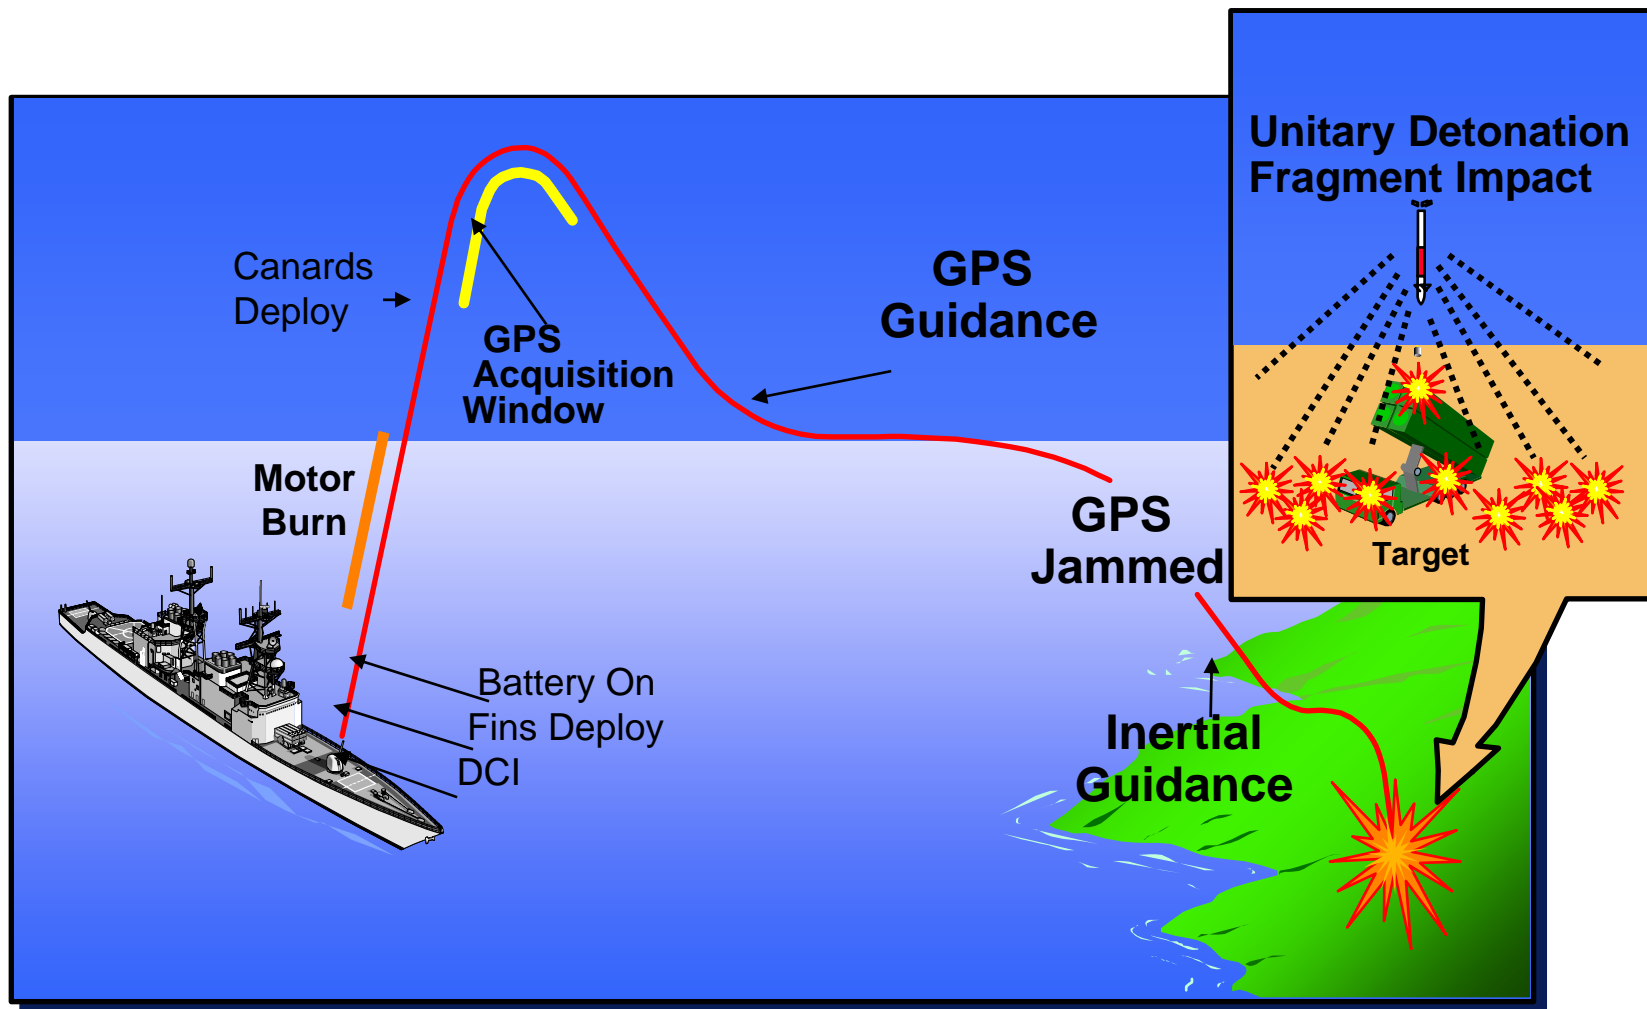 Unitary Detonation
Fragment Impact
Canards
Deploy
GPS
Acquisition
Window
GPS
Guidance
Motor
Burn
GPS
Jammed
Target
Battery On
Fins Deploy
DCI
Inertial
Guidance